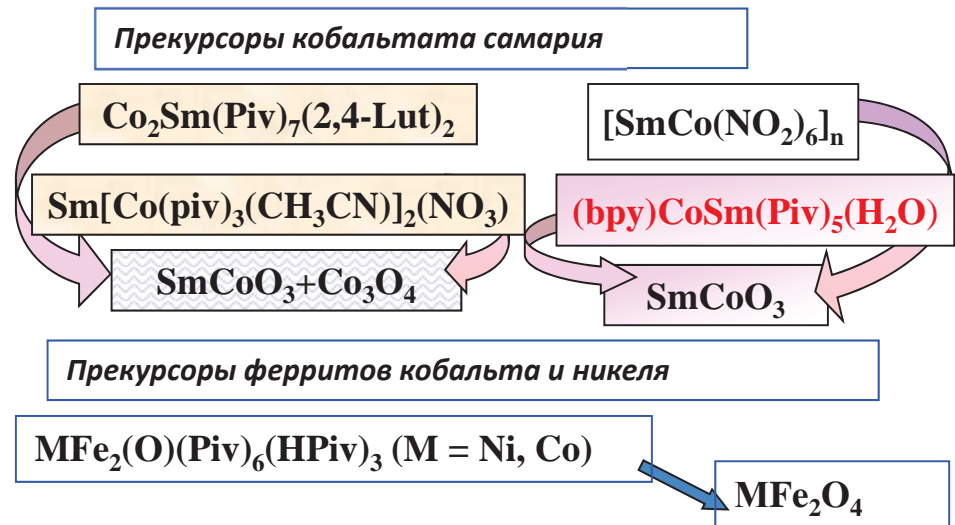 Прекурсоры кобальтата самария
Co₂Sm(Piv)₇(2,4-Lut)₂
[SmCo(NO₂)₆]ₙ
Sm[Co(piv)₃(CH₃CN)]₂(NO₃)
(bpy)CoSm(Piv)₅(H₂O)
SmCoO₃+Co₃O₄
SmCoO₃
Прекурсоры ферритов кобальта и никеля
MFe₂(O)(Piv)₆(HPiv)₃ (M = Ni, Co)
MFe₂O₄